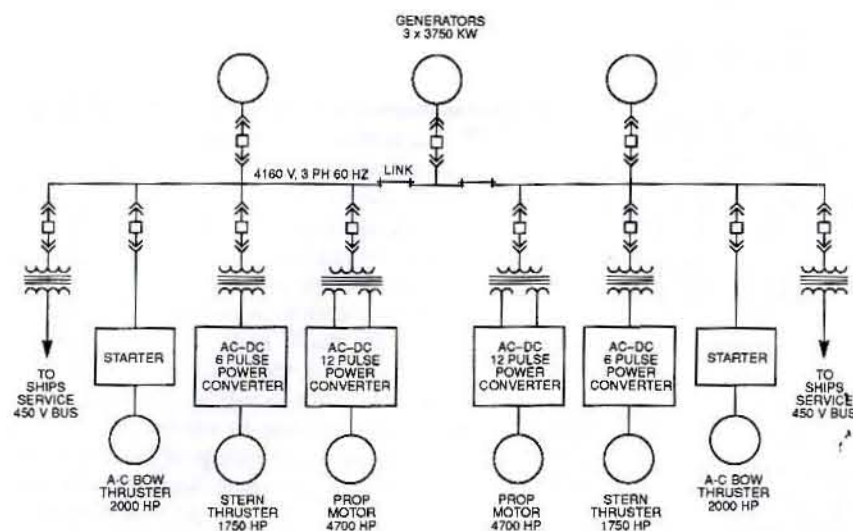 GENERATORS
3 x 3750 KW
4160 V, 3 PH 60 HZ
LINK
TO
SHIPS
SERVICE
450 V BUS
STARTER
A-C BOW
THRUSTER
2000 HP
AC-DC
6 PULSE
POWER
CONVERTER
STERN
THRUSTER
1750 HP
AC-DC
12 PULSE
POWER
CONVERTER
PROP
MOTOR
4700 HP
AC-DC
12 PULSE
POWER
CONVERTER
PROP
MOTOR
4700 HP
AC-DC
6 PULSE
POWER
CONVERTER
STERN
THRUSTER
1750 HP
STARTER
A-C BOW
THRUSTER
2000 HP
TO
SHIPS
SERVICE
450 V BUS